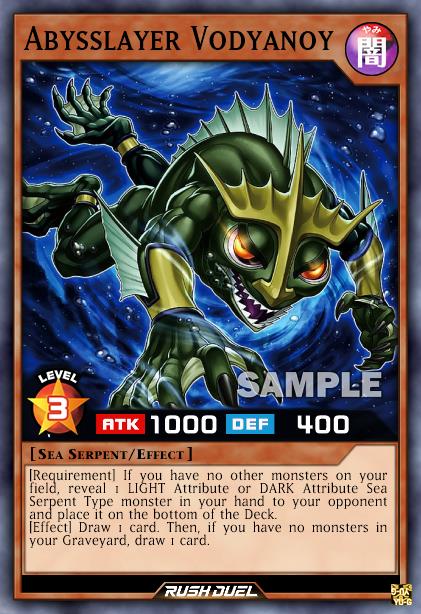 ABYSSLAYER VODYANOY
やみ
闇
SAMPLE
LEVEL
3
ATK 1000 DEF 400
[SEA SERPENT/EFFECT]
[Requirement] If you have no other monsters on your
field, reveal 1 LIGHT Attribute or DARK Attribute Sea
Serpent Type monster in your hand to your opponent
and place it on the bottom of the Deck.
[Effect] Draw 1 card. Then, if you have no monsters in
your Graveyard, draw 1 card.
RUSH DUEL